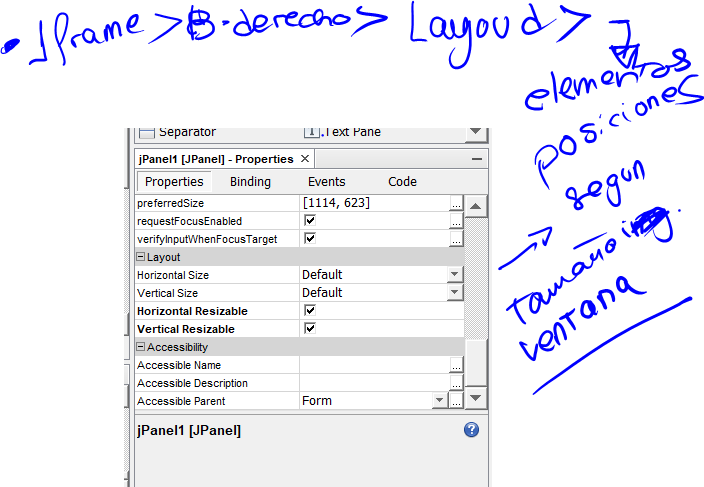 • Jframe > B.derecho > Layoud >
elementos
posiciones
segun
tamaño
ventana
Separator
Text Pane
jPanel1 [JPanel] - Properties ×
Properties Binding Events Code
preferredSize [1114, 623] ...
requestFocusEnabled ...
verifyInputWhenFocusTarget ...
Layout
Horizontal Size Default
Vertical Size Default
Horizontal Resizable
Vertical Resizable
Accessibility
Accessible Name ...
Accessible Description ...
Accessible Parent Form ...
jPanel1 [JPanel] ?